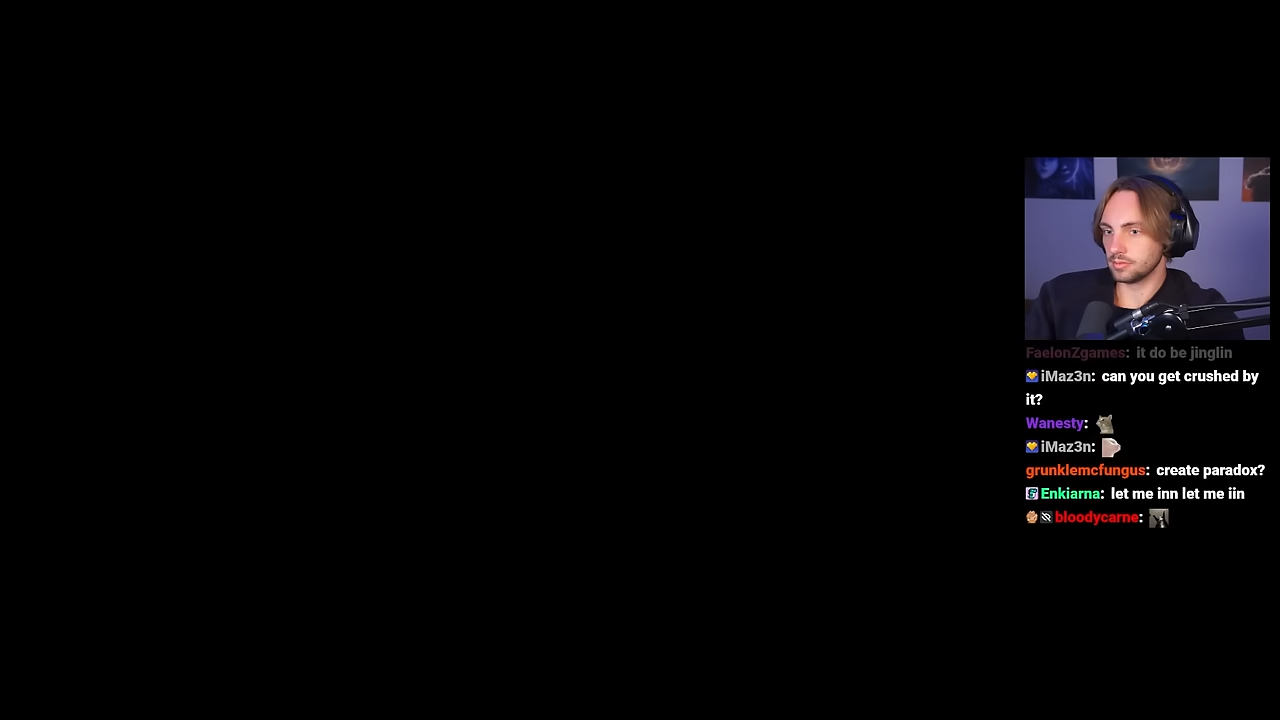 FaelonZgames: it do be jinglin
iMaz3n: can you get crushed by
it?
Wanesty:
iMaz3n:
grunklemcfungus: create paradox?
Enkiarna: let me inn let me iin
bloodycarne: